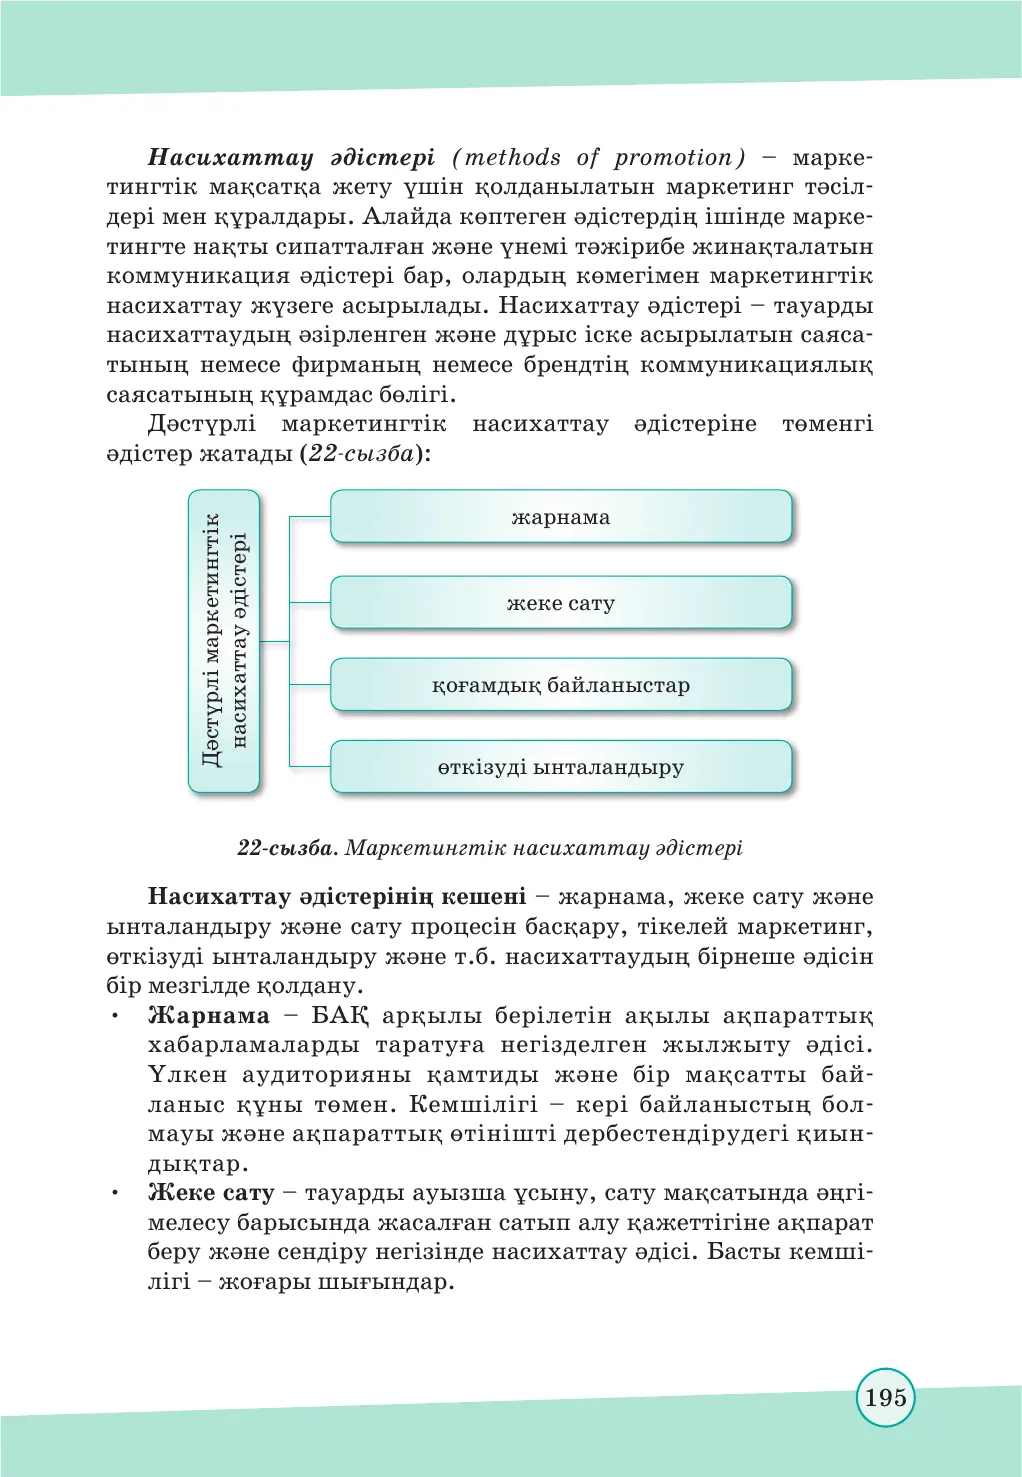 Насихаттау әдістері (methods of promotion) – марке-
тингтік мақсатқа жету үшін қолданылатын маркетинг тәсіл-
дері мен құралдары. Алайда көптеген әдістердің ішінде марке-
тингте нақты сипатталған және үнемі тәжірибе жинақталатын
коммуникация әдістері бар, олардың көмегімен маркетингтік
насихаттау жүзеге асырылады. Насихаттау әдістері – тауарды
насихаттаудың әзірленген және дұрыс іске асырылатын саяса-
тының немесе фирманың немесе брендтің коммуникациялық
саясатының құрамдас бөлігі.
Дәстүрлі маркетингтік насихаттау әдістеріне төменгі
әдістер жатады (22-сызба):
Дәстүрлі маркетингтік
насихаттау әдістері
жарнама
жеке сату
қоғамдық байланыстар
өткізуді ынталандыру
22-сызба. Маркетингтік насихаттау әдістері
Насихаттау әдістерінің кешені – жарнама, жеке сату және
ынталандыру және сату процесін басқару, тікелей маркетинг,
өткізуді ынталандыру және т.б. насихаттаудың бірнеше әдісін
бір мезгілде қолдану.
• Жарнама – БАҚ арқылы берілетін ақылы ақпараттық
хабарламаларды таратуға негізделген жылжыту әдісі.
Үлкен аудиторияны қамтиды және бір мақсатты бай-
ланыс құны төмен. Кемшілігі – кері байланыстың бол-
мауы және ақпараттық өтінішті дербестендірудегі қиын-
дықтар.
• Жеке сату – тауарды ауызша ұсыну, сату мақсатында әңгі-
мелесу барысында жасалған сатып алу қажеттігіне ақпарат
беру және сендіру негізінде насихаттау әдісі. Басты кемші-
лігі – жоғары шығындар.
195